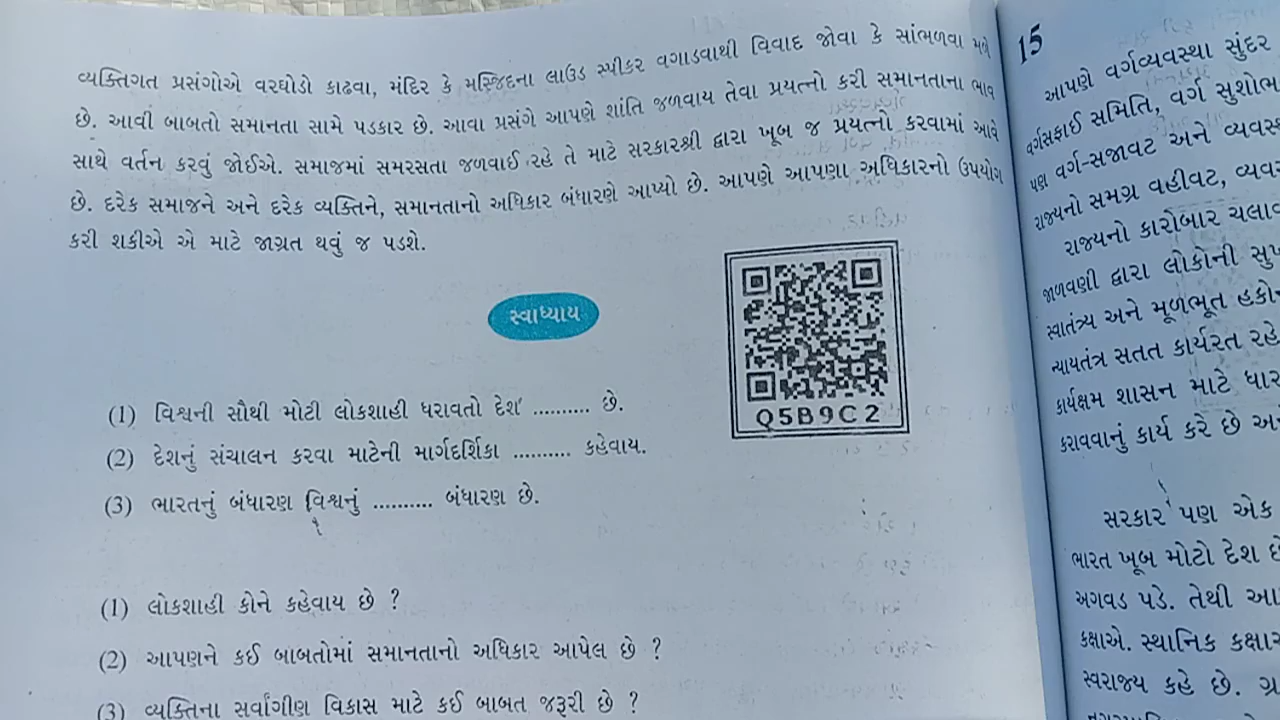 વ્યક્તિગત પ્રસંગોએ વરઘોડો કાઢવા, મંદિર કે મસ્જિદના લાઉડ સ્પીકર વગાડવાથી વિવાદ જોવા કે સાંભળવા મળે
છે. આવી બાબતો સમાનતા સામે પડકાર છે. આવા પ્રસંગે આપણે શાંતિ જળવાય તેવા પ્રયત્નો કરી સમાનતાના ભાવ
સાથે વર્તન કરવું જોઈએ. સમાજમાં સમરસતા જળવાઈ રહે તે માટે સરકારશ્રી દ્વારા ખૂબ જ પ્રયત્નો કરવામાં આવે
છે. દરેક સમાજને અને દરેક વ્યક્તિને, સમાનતાનો અધિકાર બંધારણે આપ્યો છે. આપણે આપણા અધિકારનો ઉપયોગ
કરી શકીએ એ માટે જાગ્રત થવું જ પડશે.
સ્વાધ્યાય
Q5B9C2
(1) વિશ્વની સૌથી મોટી લોકશાહી ધરાવતો દેશ .......... છે.
(2) દેશનું સંચાલન કરવા માટેની માર્ગદર્શિકા .......... કહેવાય.
(3) ભારતનું બંધારણ વિશ્વનું .......... બંધારણ છે.
(1) લોકશાહી કોને કહેવાય છે ?
(2) આપણને કઈ બાબતોમાં સમાનતાનો અધિકાર આપેલ છે ?
(3) વ્યક્તિના સર્વાંગીણ વિકાસ માટે કઈ બાબત જરૂરી છે ?
15
આપણે વર્ગવ્યવસ્થા સુંદર
વર્ગસફાઈ સમિતિ, વર્ગ સુશોભ
પણ વર્ગ-સજાવટ અને વ્યવસ્
રાજ્યનો સમગ્ર વહીવટ, વ્યવ
રાજ્યનો કારોબાર ચલાવ
જાળવણી દ્વારા લોકોની સુખ
સ્વાતંત્ર્ય અને મૂળભૂત હકો
ન્યાયતંત્ર સતત કાર્યરત રહે
કાર્યક્ષમ શાસન માટે ધાર
કરાવવાનું કાર્ય કરે છે અ
સરકાર પણ એક
ભારત ખૂબ મોટો દેશ છે
અગવડ પડે. તેથી આ
કક્ષાએ. સ્થાનિક કક્ષા
સ્વરાજ્ય કહે છે. ગ્ર